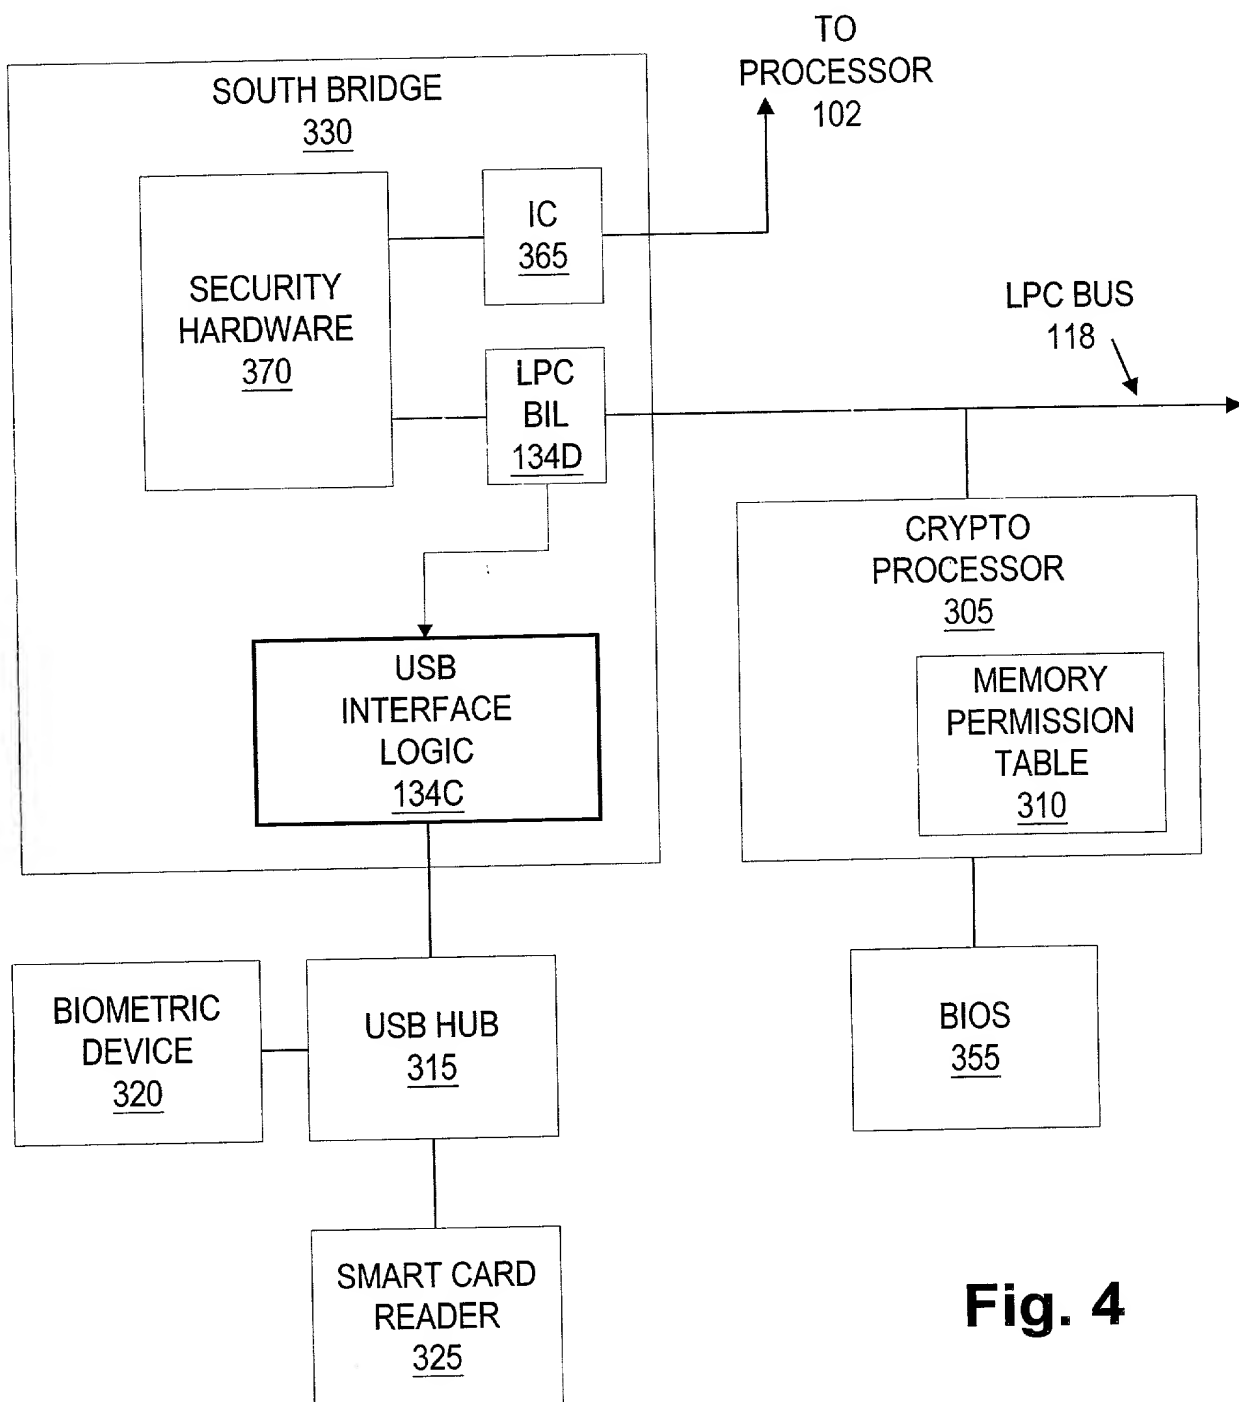 TO
PROCESSOR
102
SOUTH BRIDGE
330
IC
365
SECURITY
HARDWARE
370
LPC BUS
118
LPC
BIL
134D
CRYPTO
PROCESSOR
305
MEMORY
PERMISSION
TABLE
310
USB
INTERFACE
LOGIC
134C
BIOMETRIC
DEVICE
320
USB HUB
315
BIOS
355
SMART CARD
READER
325
Fig. 4